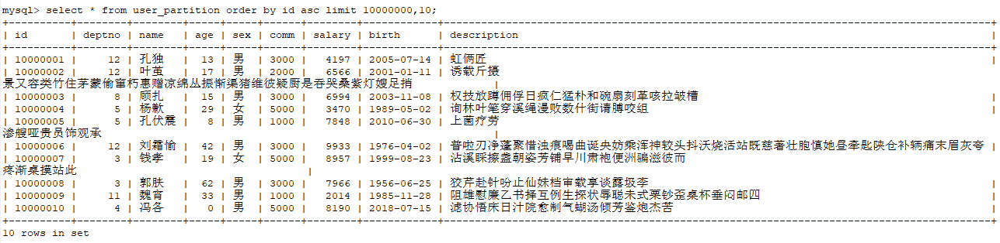 mysql> select * from user_partition order by id asc limit 10000000,10;
+----------+--------+--------+-----+-----+------+--------+------------+
| id | deptno | name | age | sex | comm | salary | birth | description |
| 10000001 | 12 | 孔独 | 13 | 男 | 3000 | 4197 | 2005-07-14 | 虹俩匠 |
| 10000002 | 12 | 叶茧 | 17 | 男 | 2000 | 6566 | 2001-01-11 | 诱载斤摄
景又容类竹住茅蒙偷窜朽惠赠凉绵丛振惭渠猪维彼疑厨是吞哭桑紫灯嫂足捎 |
| 10000003 | 8 | 顾扎 | 15 | 男 | 3000 | 6994 | 2003-11-08 | 权技放蹲佣俘日疯仁猛朴和碗扇刻革咳拉皱槽 |
| 10000004 | 5 | 杨歉 | 29 | 女 | 5000 | 3470 | 1989-05-02 | 询林叶笔穿溪绳漫败数什街请膊咬组 |
| 10000005 | 5 | 孔伏震 | 8 | 男 | 1000 | 7848 | 2010-06-30 | 上菌疗劳
渗艘哑贵员饰观承 |
| 10000006 | 12 | 刘霜愉 | 42 | 男 | 3000 | 9933 | 1976-04-02 | 普啦刃净蓬聚惜浊痕喝曲诞央妨乘浑神较头抖沃烧活站既慈著壮胞慎她昼牵匙陕仓补辆痛末眉灰夸
| 10000007 | 3 | 钱孝 | 19 | 女 | 5000 | 8957 | 1999-08-23 | 沾溪睬擦盏朝姿芳铺早川肃袍便洲骗滋彼而
疼渐桌摸站此 |
| 10000008 | 3 | 郭肤 | 62 | 男 | 3000 | 7966 | 1956-06-25 | 狡芹赴针吩止仙妹档审载享谈露圾李 |
| 10000009 | 11 | 魏宵 | 33 | 男 | 1000 | 2014 | 1985-11-28 | 阻雄慰廉乙书择互例生探状辱聪未式栗钞歪桌杯垂闷邮四 |
| 10000010 | 4 | 冯各 | 0 | 男 | 5000 | 8190 | 2018-07-15 | 滤协悟床日汁院愈制气蝴汤倾芳鉴炮杰苦 |
10 rows in set